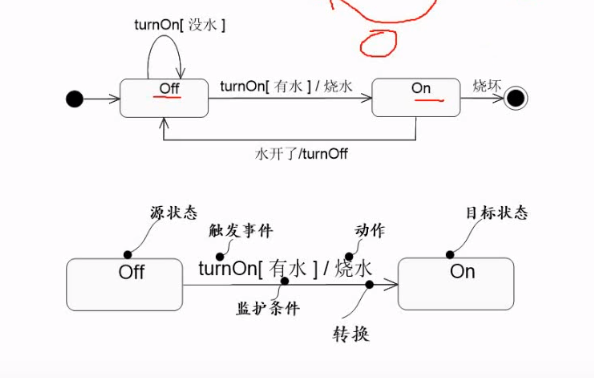 turnOn[ 没水 ]
Off
turnOn[ 有水 ] / 烧水
On
烧坏
水开了/turnOff
源状态
触发事件
动作
目标状态
Off
turnOn[ 有水 ] / 烧水
On
监护条件
转换